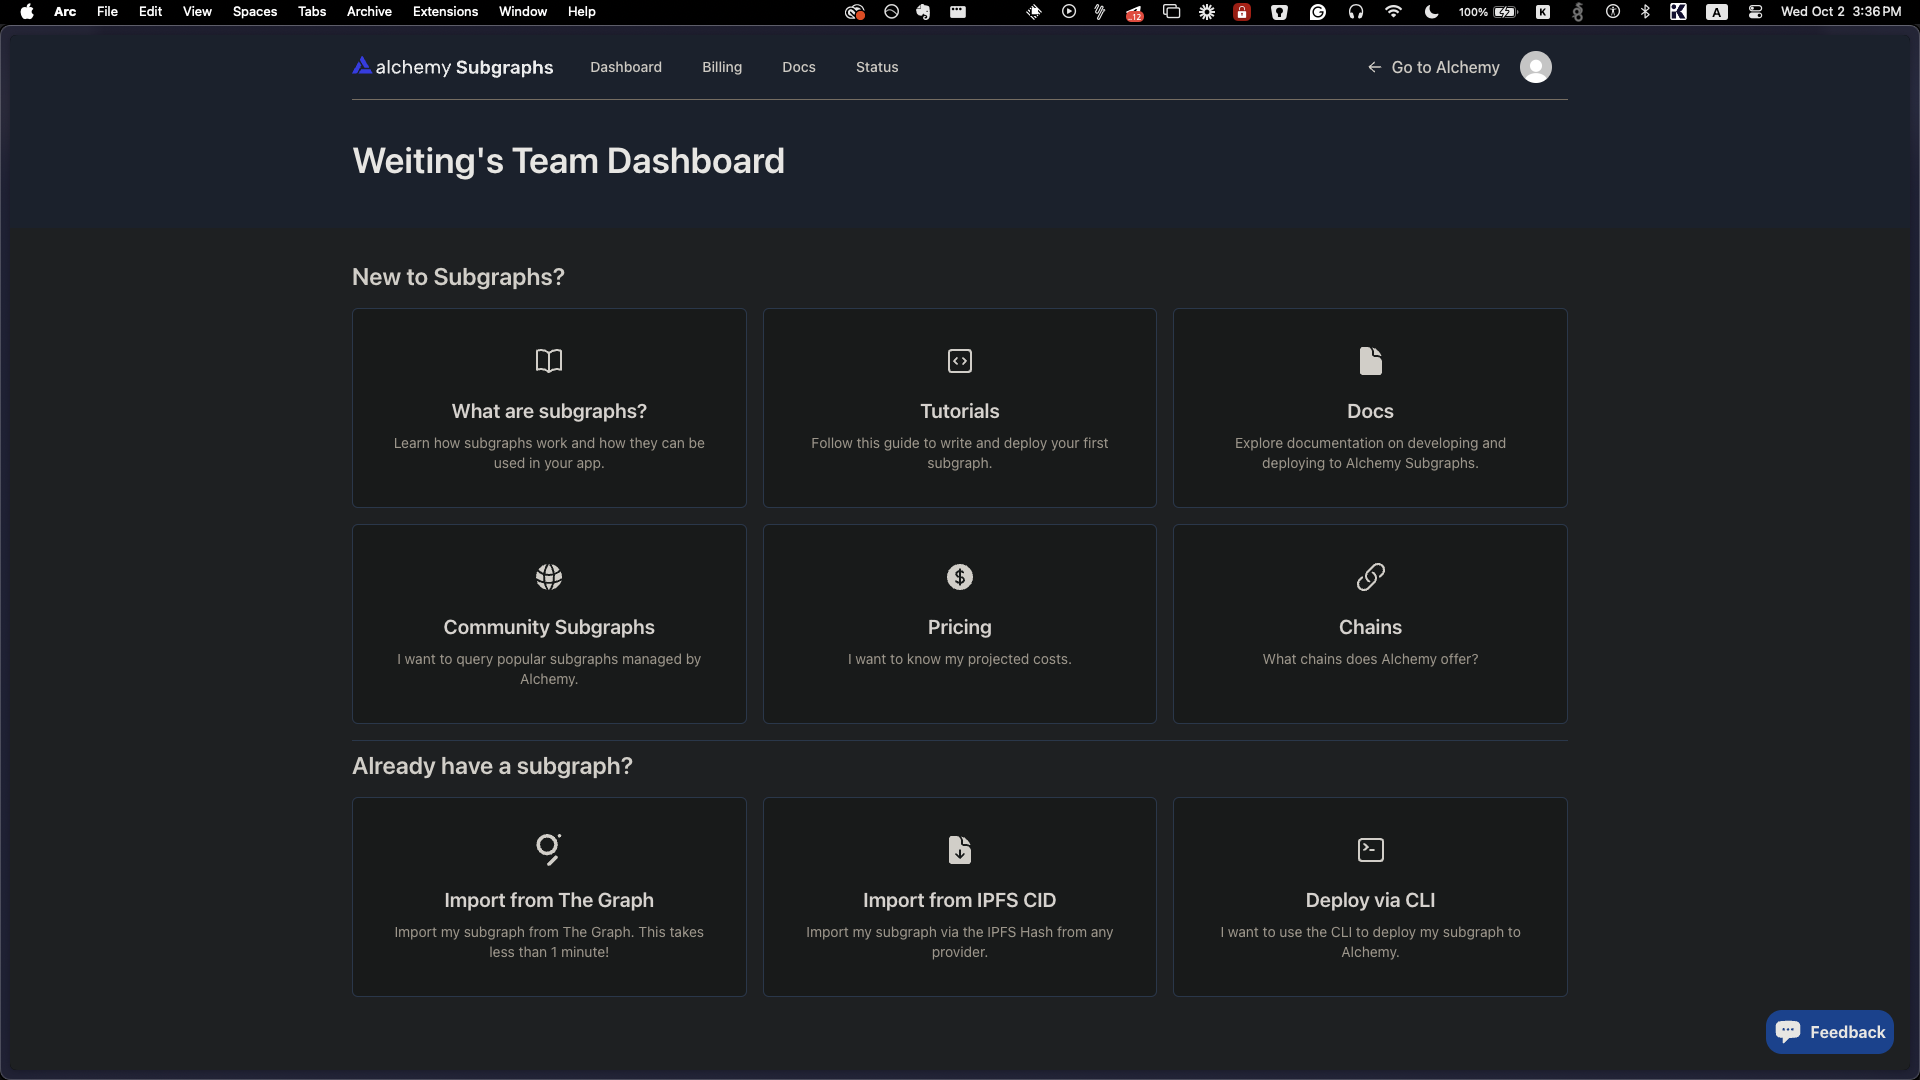 Arc File Edit View Spaces Tabs Archive Extensions Window Help 12 100% K A Wed Oct 2 3:36 PM
alchemy Subgraphs Dashboard Billing Docs Status ← Go to Alchemy
Weiting's Team Dashboard
New to Subgraphs?
What are subgraphs?
Learn how subgraphs work and how they can be
used in your app.
Tutorials
Follow this guide to write and deploy your first
subgraph.
Docs
Explore documentation on developing and
deploying to Alchemy Subgraphs.
Community Subgraphs
I want to query popular subgraphs managed by
Alchemy.
Pricing
I want to know my projected costs.
Chains
What chains does Alchemy offer?
Already have a subgraph?
Import from The Graph
Import my subgraph from The Graph. This takes
less than 1 minute!
Import from IPFS CID
Import my subgraph via the IPFS Hash from any
provider.
Deploy via CLI
I want to use the CLI to deploy my subgraph to
Alchemy.
Feedback